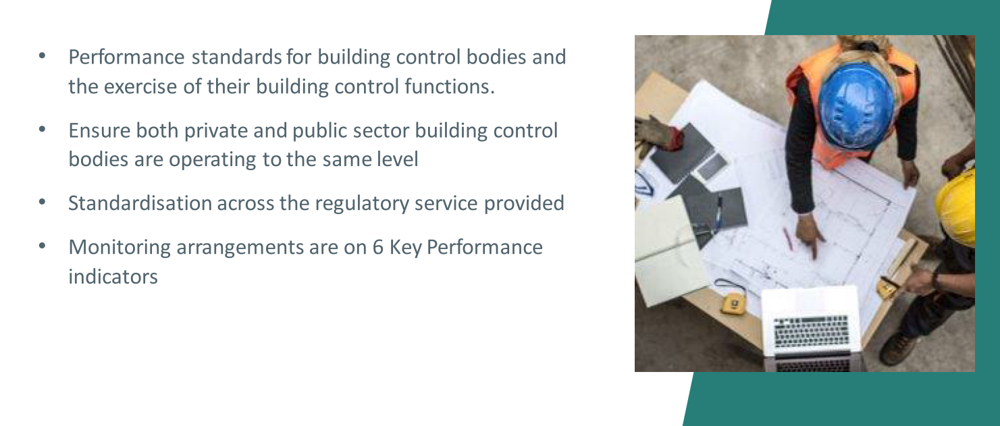 • Performance standards for building control bodies and
the exercise of their building control functions.
• Ensure both private and public sector building control
bodies are operating to the same level
• Standardisation across the regulatory service provided
• Monitoring arrangements are on 6 Key Performance
indicators